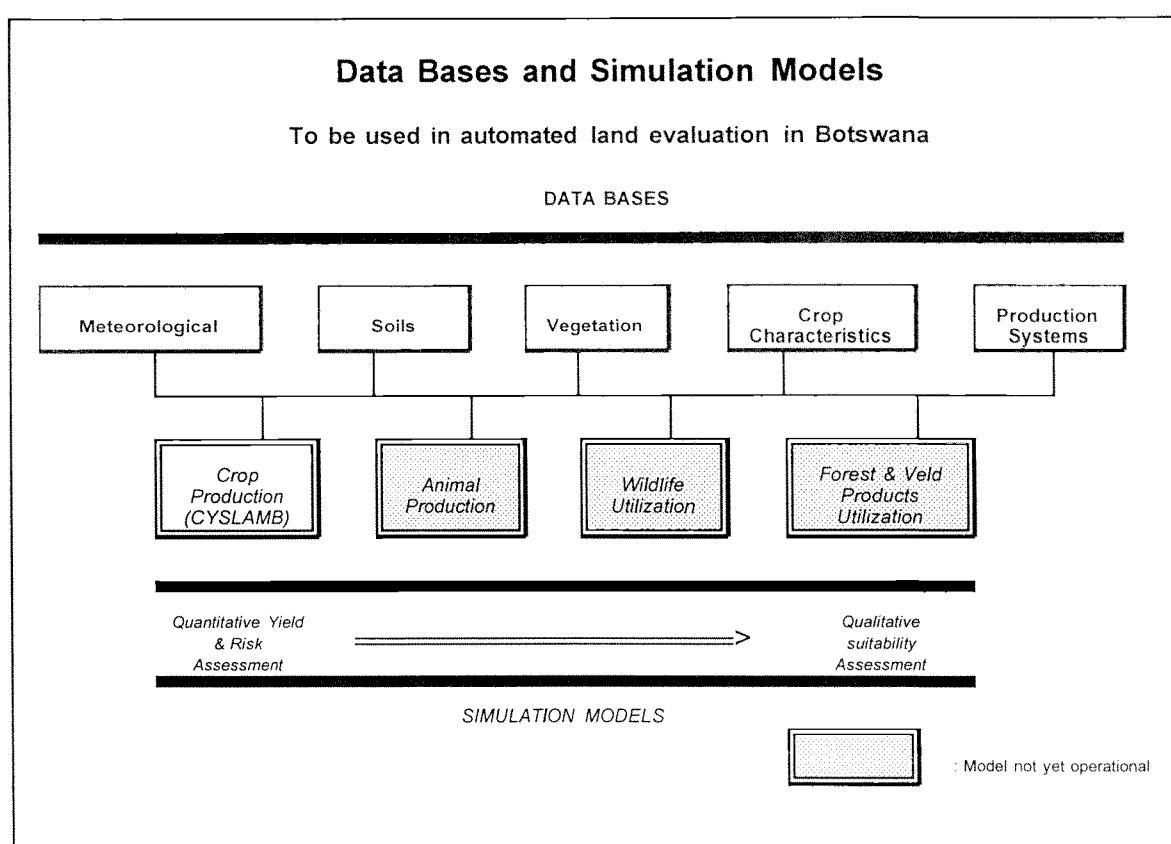 Data Bases and Simulation Models
To be used in automated land evaluation in Botswana
DATA BASES
Meteorological
Soils
Vegetation
Crop
Characteristics
Production
Systems
Crop
Production
(CYSLAMB)
Animal
Production
Wildlife
Utilization
Forest & Veld
Products
Utilization
Quantitative Yield
& Risk
Assessment
Qualitative
suitability
Assessment
SIMULATION MODELS
: Model not yet operational